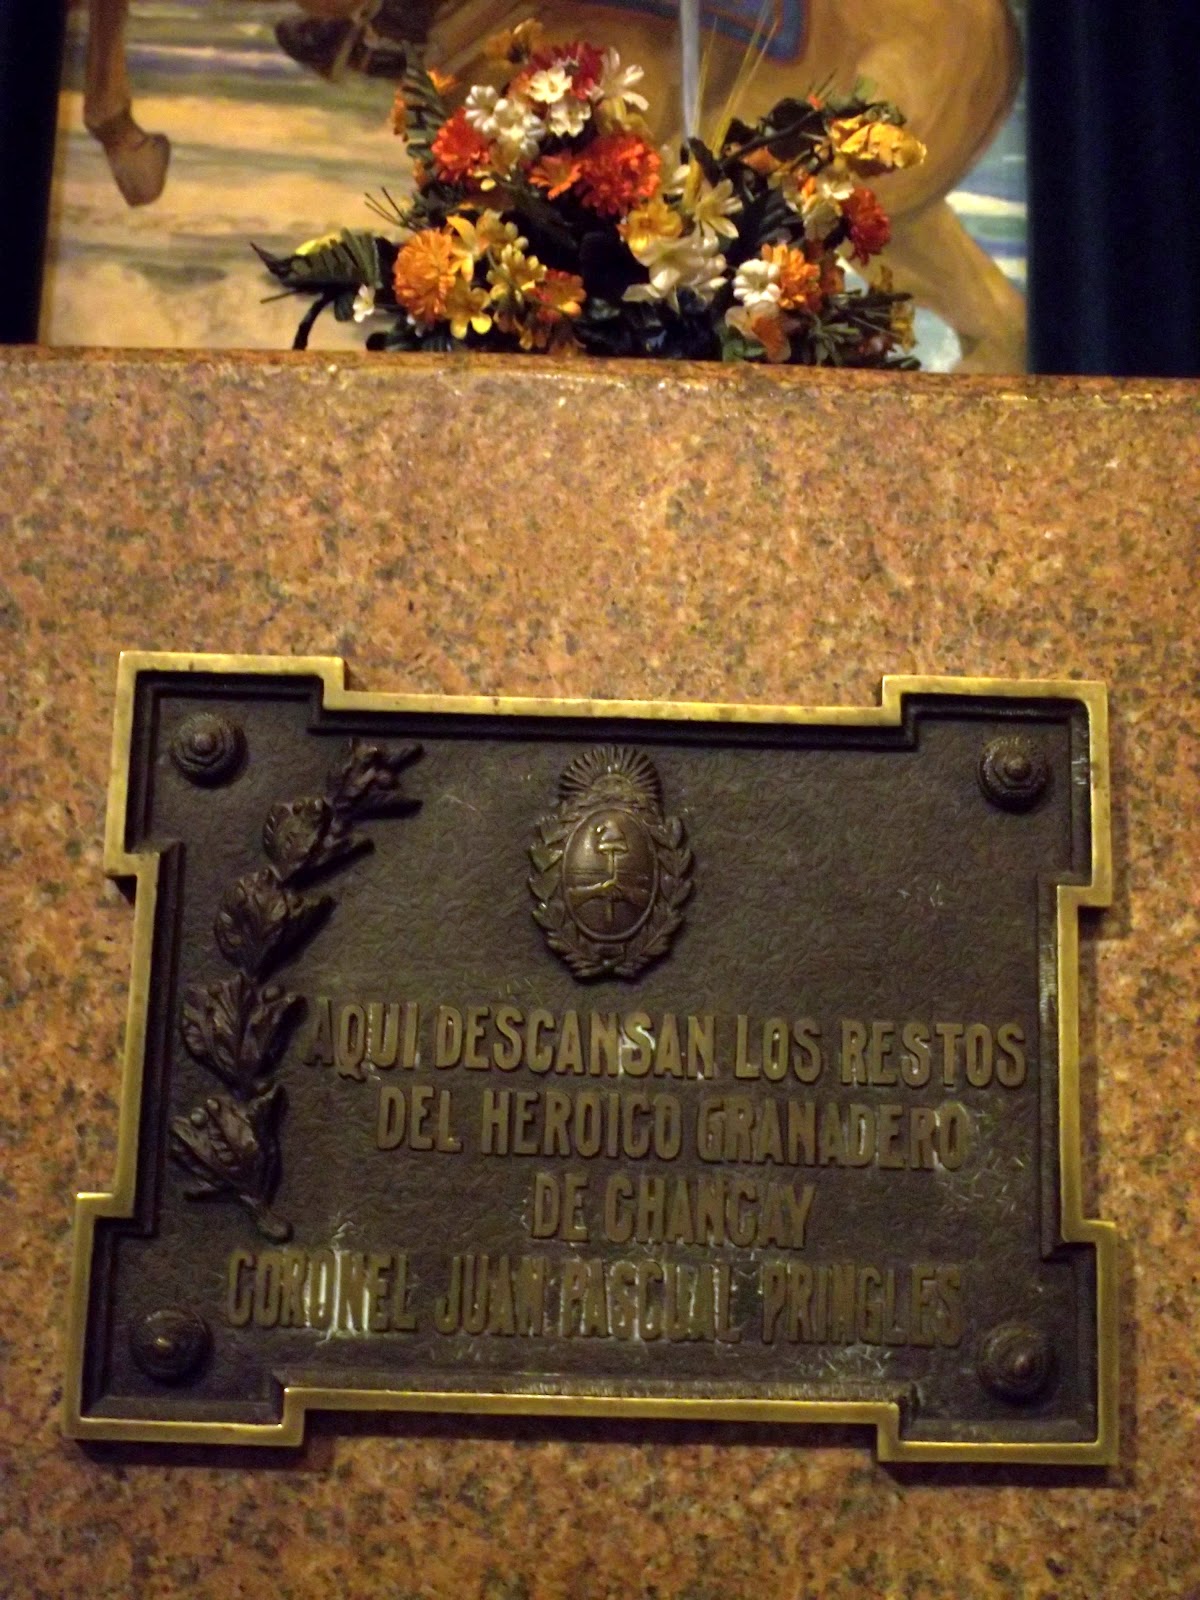 AQUI DESCANSAN LOS RESTOS
DEL HEROICO GRANADERO
DE CHANCAY
CORONEL JUAN PASCUAL PRINGLES